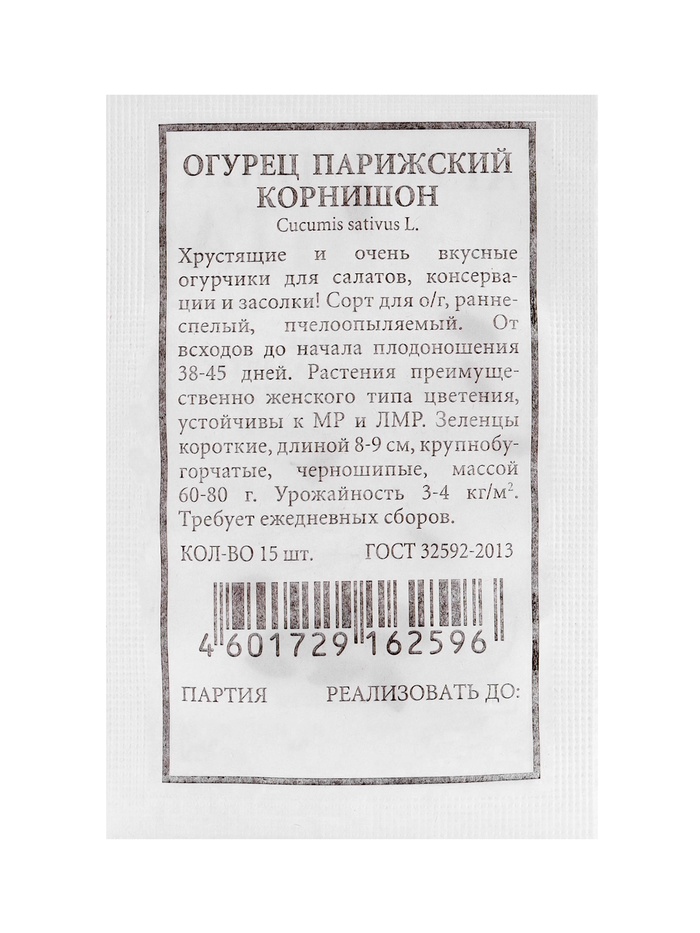 ОГУРЕЦ ПАРИЖСКИЙ
КОРНИШОН
Cucumis sativus L.
Хрустящие и очень вкусные
огурчики для салатов, консерва-
ции и засолки! Сорт для о/г, ранне-
спелый, пчелоопыляемый. От
всходов до начала плодоношения
38-45 дней. Растения преимуще-
ственно женского типа цветения,
устойчивы к МР и ЛМР. Зеленцы
короткие, длиной 8-9 см, крупнобу-
горчатые, черношипые, массой
60-80 г. Урожайность 3-4 кг/м².
Требует ежедневных сборов.
КОЛ-ВО 15 шт. ГОСТ 32592-2013
4 601729 162596
ПАРТИЯ РЕАЛИЗОВАТЬ ДО: